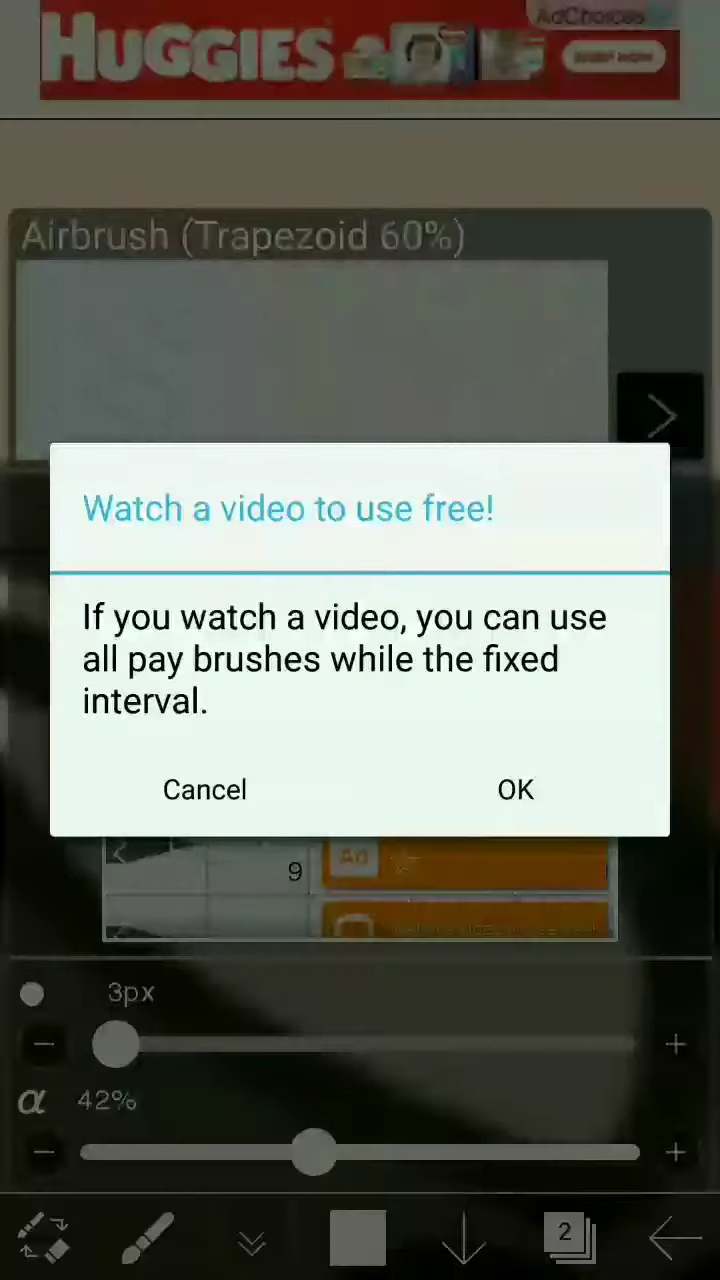 AdChoices
HUGGIES
Airbrush (Trapezoid 60%)
Watch a video to use free!
If you watch a video, you can use
all pay brushes while the fixed
interval.
Cancel OK
9 Ad
3px
α 42%
2